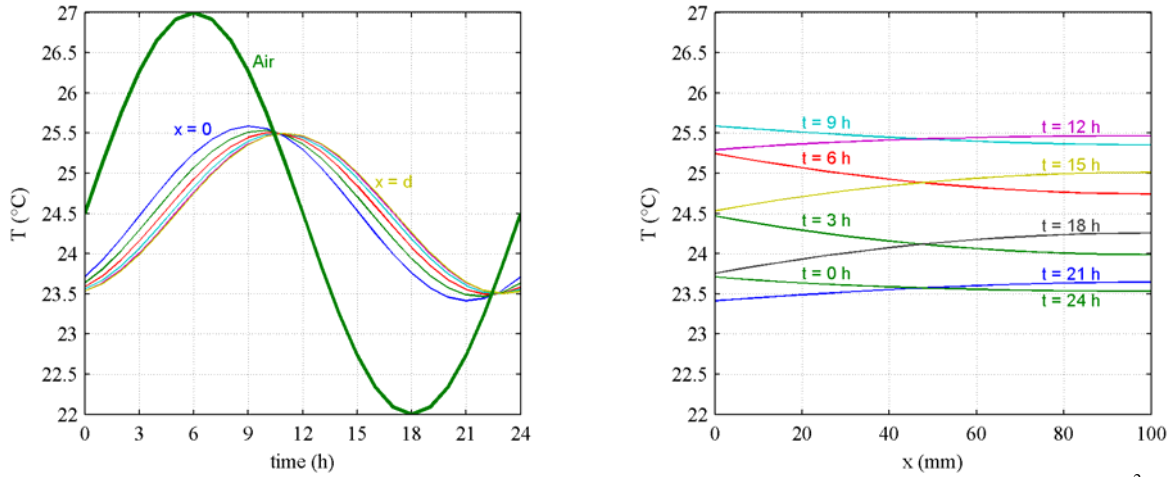 27
26.5
26
25.5
25
24.5
24
23.5
23
22.5
22
T (°C)
Air
x = 0
x = d
0 3 6 9 12 15 18 21 24
time (h)
27
26.5
26
25.5
25
24.5
24
23.5
23
22.5
22
T (°C)
t = 9 h
t = 12 h
t = 6 h
t = 15 h
t = 3 h
t = 18 h
t = 0 h
t = 21 h
t = 24 h
0 20 40 60 80 100
x (mm)
2